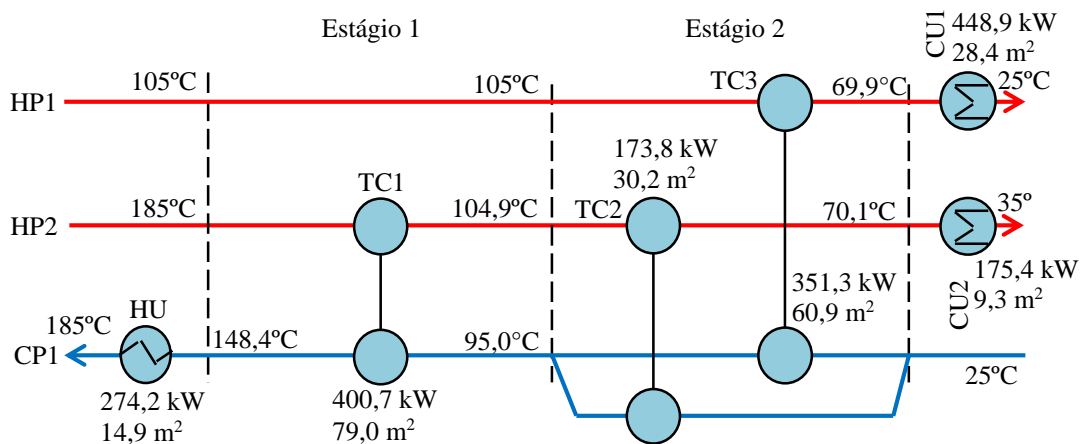 Estágio 1
Estágio 2
CU1
448,9 kW
28,4 m²
105ºC
105ºC
TC3
69,9°C
25ºC
HP1
173,8 kW
30,2 m²
TC1
HP2
185ºC
104,9ºC
TC2
70,1ºC
35º
CU2
175,4 kW
9,3 m²
351,3 kW
60,9 m²
HU
185ºC
148,4ºC
95,0°C
CP1
25ºC
274,2 kW
14,9 m²
400,7 kW
79,0 m²